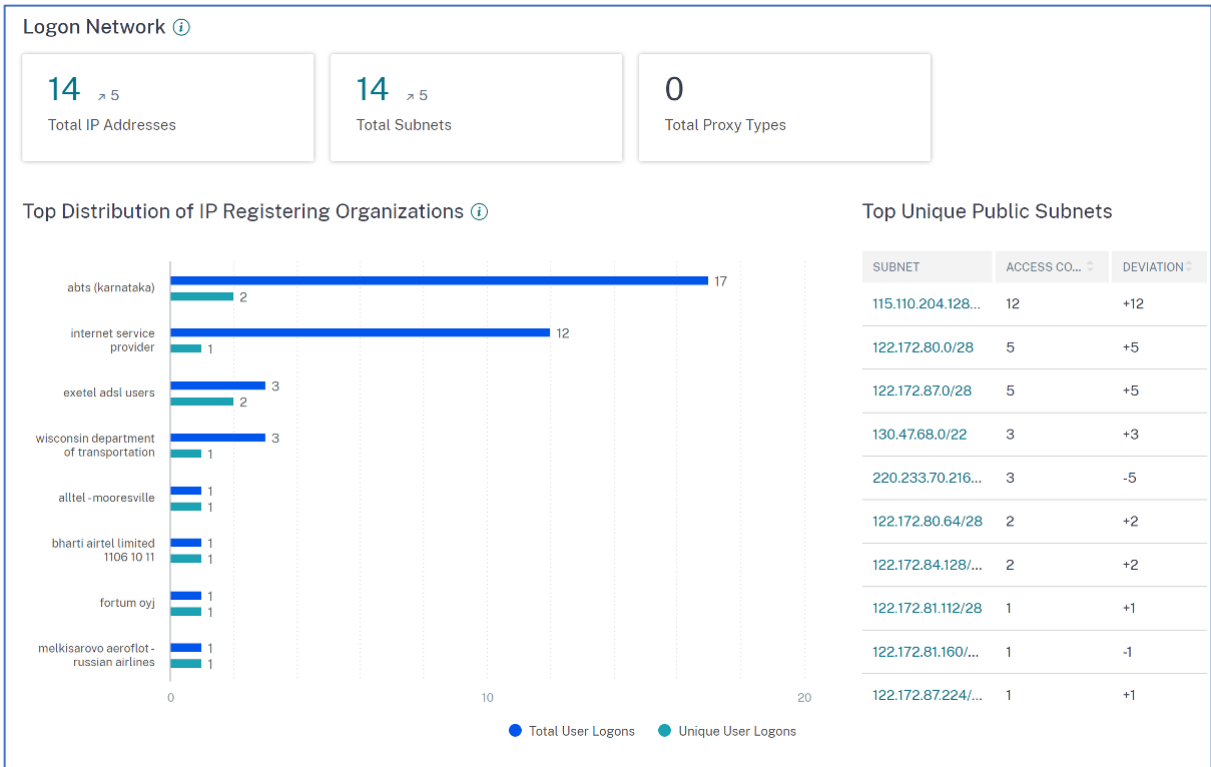 Logon Network
14 ↗ 5
Total IP Addresses
14 ↗ 5
Total Subnets
0
Total Proxy Types
Top Distribution of IP Registering Organizations
abts (karnataka)
17
2
internet service
provider
12
1
exetel adsl users
3
2
wisconsin department
of transportation
3
1
alltel - mooresville
1
1
bharti airtel limited
1106 10 11
1
1
fortum oyj
1
1
melkisarovo aeroflot -
russian airlines
1
1
0 10 20
Total User Logons Unique User Logons
Top Unique Public Subnets
SUBNET ACCESS CO... DEVIATION
115.110.204.128... 12 +12
122.172.80.0/28 5 +5
122.172.87.0/28 5 +5
130.47.68.0/22 3 +3
220.233.70.216... 3 -5
122.172.80.64/28 2 +2
122.172.84.128/... 2 +2
122.172.81.112/28 1 +1
122.172.81.160/... 1 -1
122.172.87.224/... 1 +1